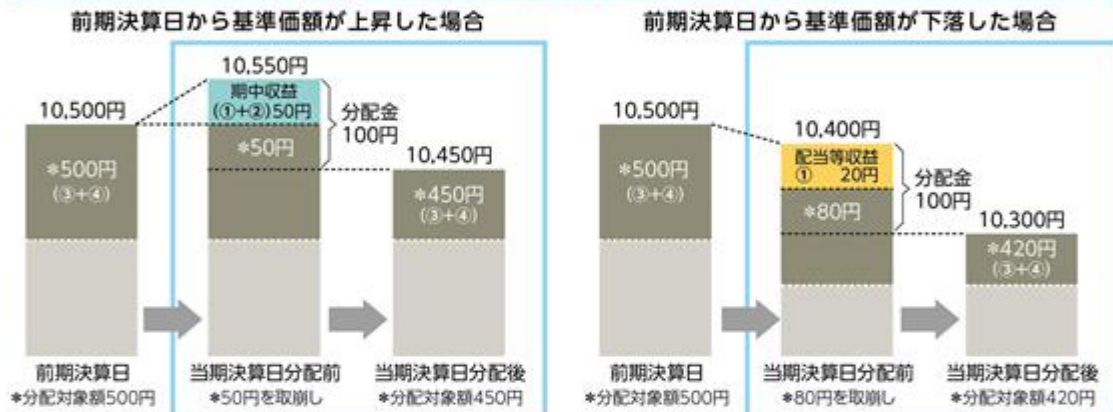 前期決算日から基準価額が上昇した場合
10,550円
期中収益
(①+②)50円
分配金
100円
10,500円
*500円
(③+④)
*50円
10,450円
*450円
(③+④)
前期決算日
*分配対象額500円
当期決算日分配前
*50円を取崩し
当期決算日分配後
*分配対象額450円
前期決算日から基準価額が下落した場合
10,500円
*500円
(③+④)
10,400円
配当等収益
① 20円
分配金
100円
*80円
10,300円
*420円
(③+④)
前期決算日
*分配対象額500円
当期決算日分配前
*80円を取崩し
当期決算日分配後
*分配対象額420円